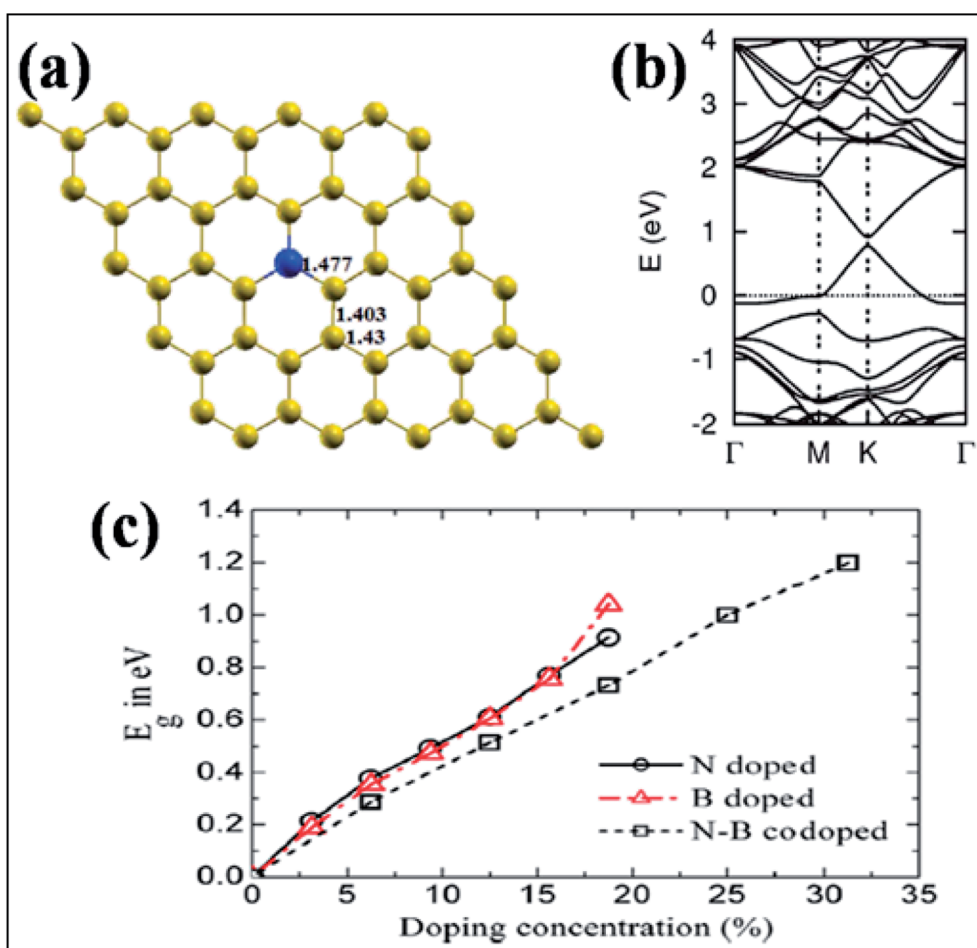 (a)
1.477
1.403
1.43
(b)
4
3
2
1
0
-1
-2
E (eV)
Γ M K Γ
(c)
1.4
1.2
1.0
0.8
0.6
0.4
0.2
0.0
E g in eV
N doped
B doped
N-B codoped
0 5 10 15 20 25 30 35
Doping concentration (%)